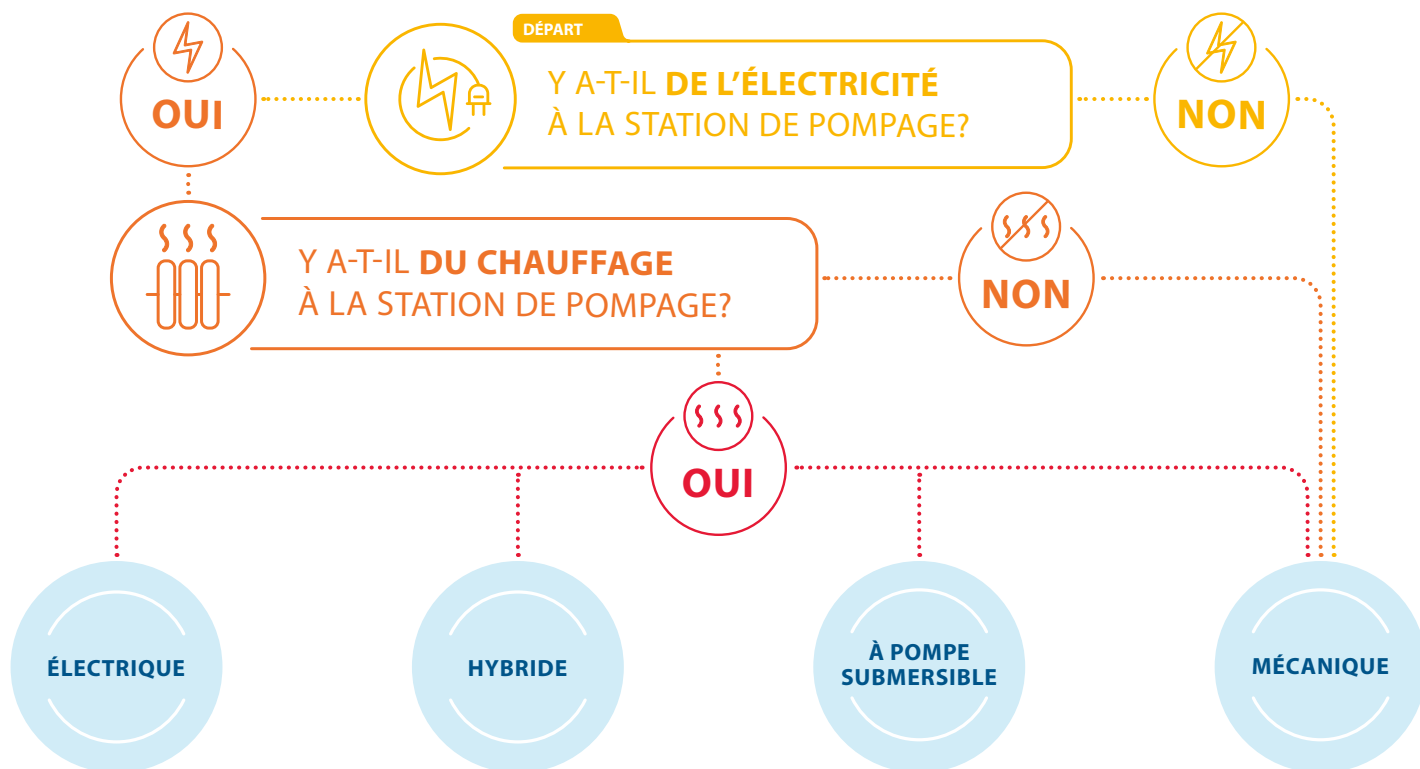 DÉPART
OUI
Y A-T-IL DE L’ÉLECTRICITÉ
À LA STATION DE POMPAGE?
NON
Y A-T-IL DU CHAUFFAGE
À LA STATION DE POMPAGE?
NON
OUI
ÉLECTRIQUE
HYBRIDE
À POMPE
SUBMERSIBLE
MÉCANIQUE